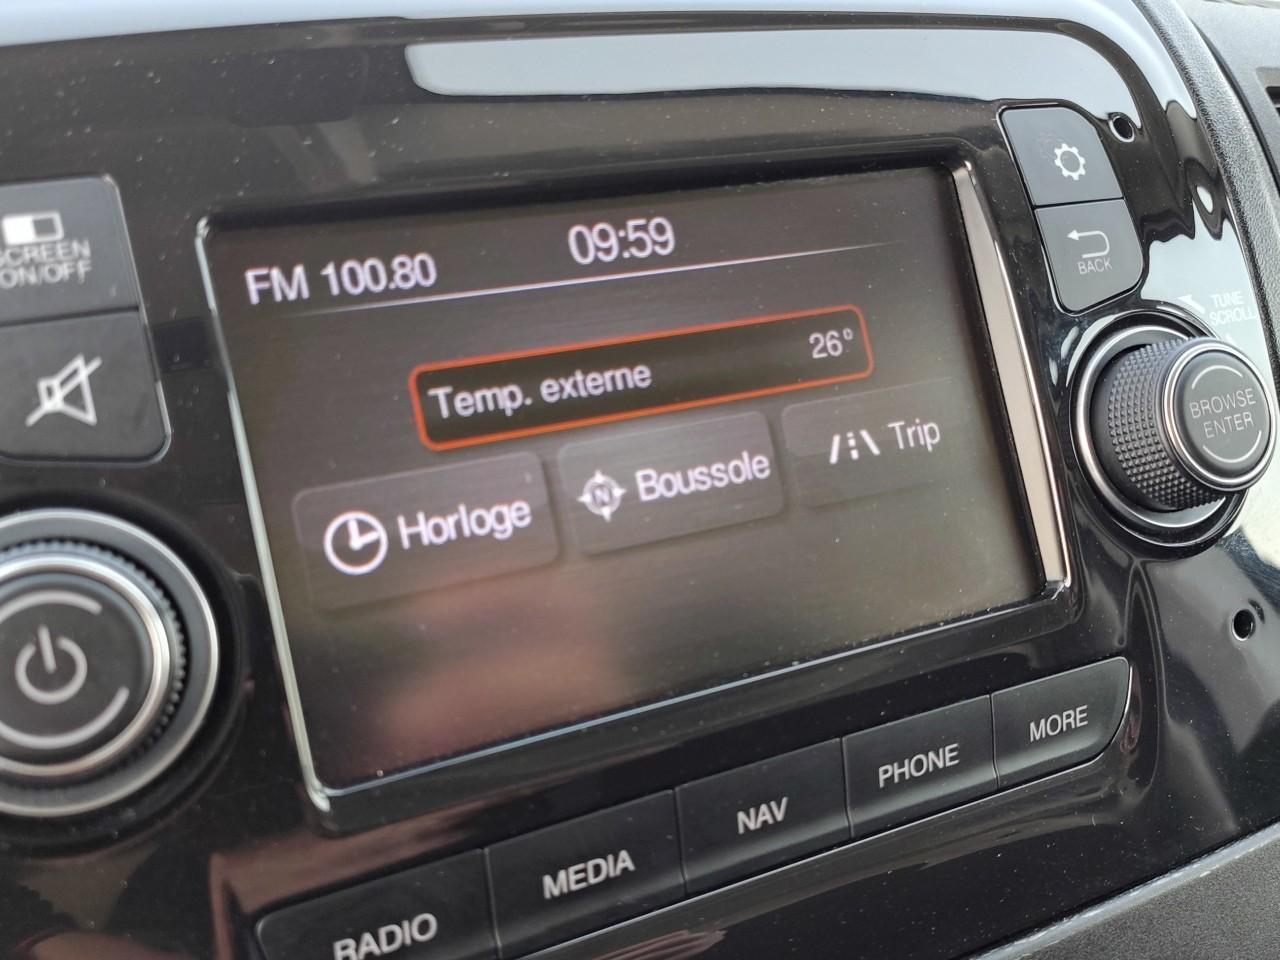 SCREEN
ON/OFF
FM 100.80
09:59
Temp. externe
26°
Horloge
N
Boussole
Trip
BACK
TUNE
SCROLL
BROWSE
ENTER
RADIO
MEDIA
NAV
PHONE
MORE